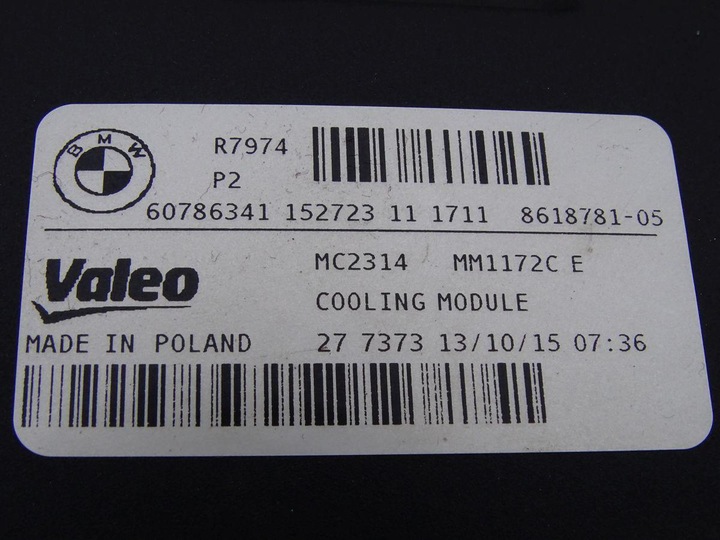 BMW
R7974
P2
60786341 152723 11 1711 8618781-05
Valeo
MC2314 MM1172C E
COOLING MODULE
MADE IN POLAND 27 7373 13/10/15 07:36